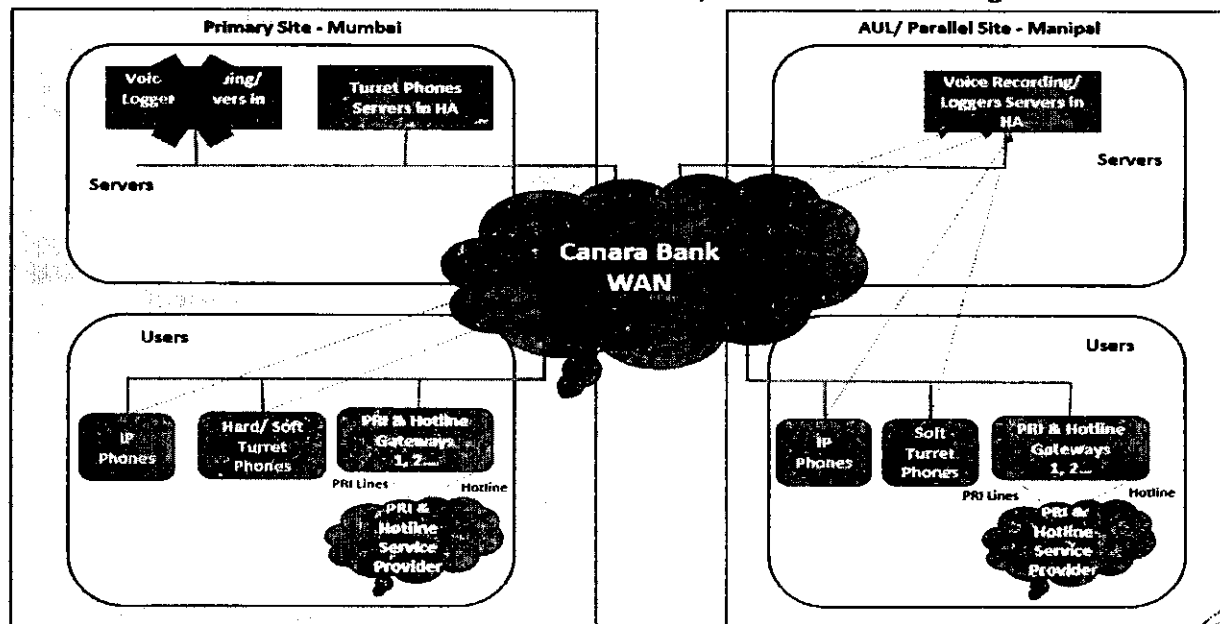 Primary Site - Mumbai
AUL/ Parallel Site - Manipal
Logger
Turret Phones
Servers in HA
Servers
Voice Recording/
Loggers Servers in
HA
Servers
Canara Bank
WAN
Users
IP
Phones
Hard/ Soft
Turret
Phones
PRI & Hotline
Gateways
1, 2....
PRI Lines
Hotline
PRI &
Hotline
Service
Provider
Users
IP
Phones
Soft
Turret
Phones
PRI & Hotline
Gateways
1, 2....
PRI Lines
Hotline
PRI &
Hotline
Service
Provider